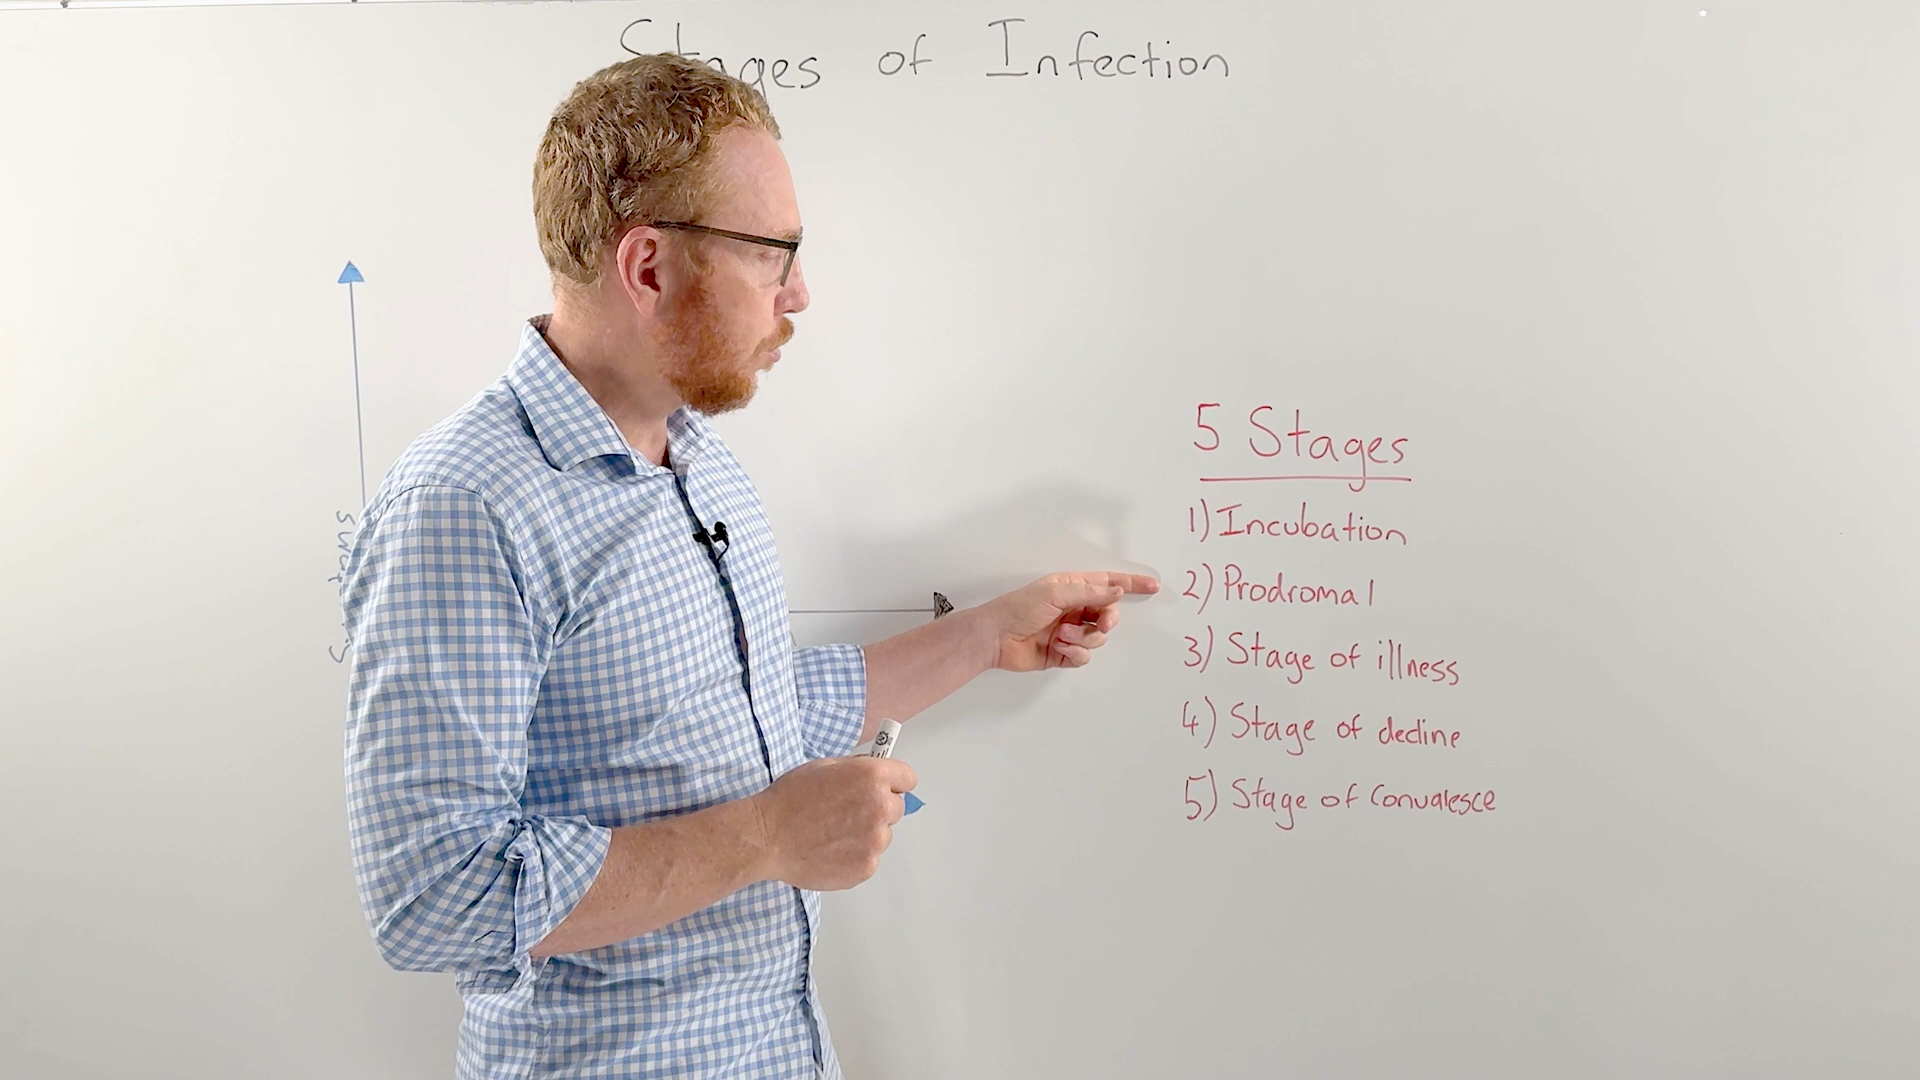 Stages of Infection
5 Stages
1) Incubation
2) Prodromal
3) Stage of illness
4) Stage of decline
5) Stage of Convalesce